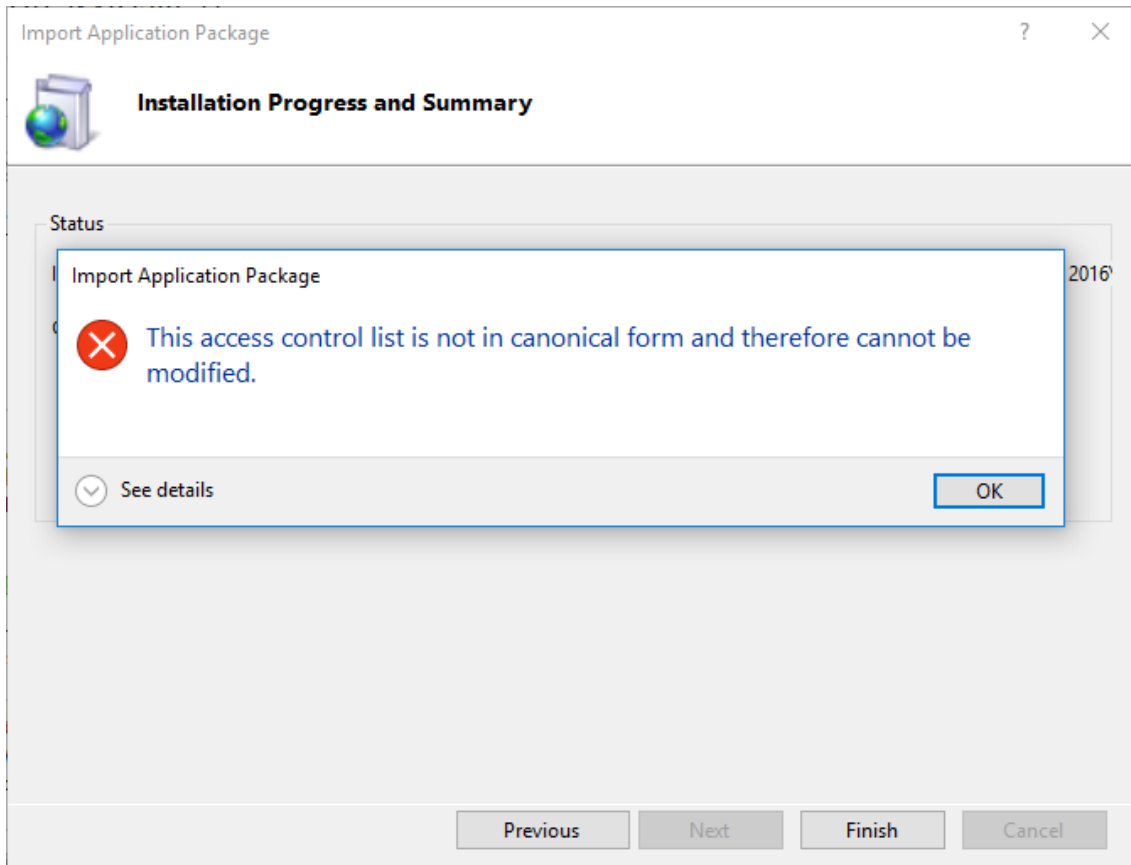 Import Application Package
?
Installation Progress and Summary
Status
2016
Import Application Package
This access control list is not in canonical form and therefore cannot be
modified.
See details
OK
Previous
Next
Finish
Cancel